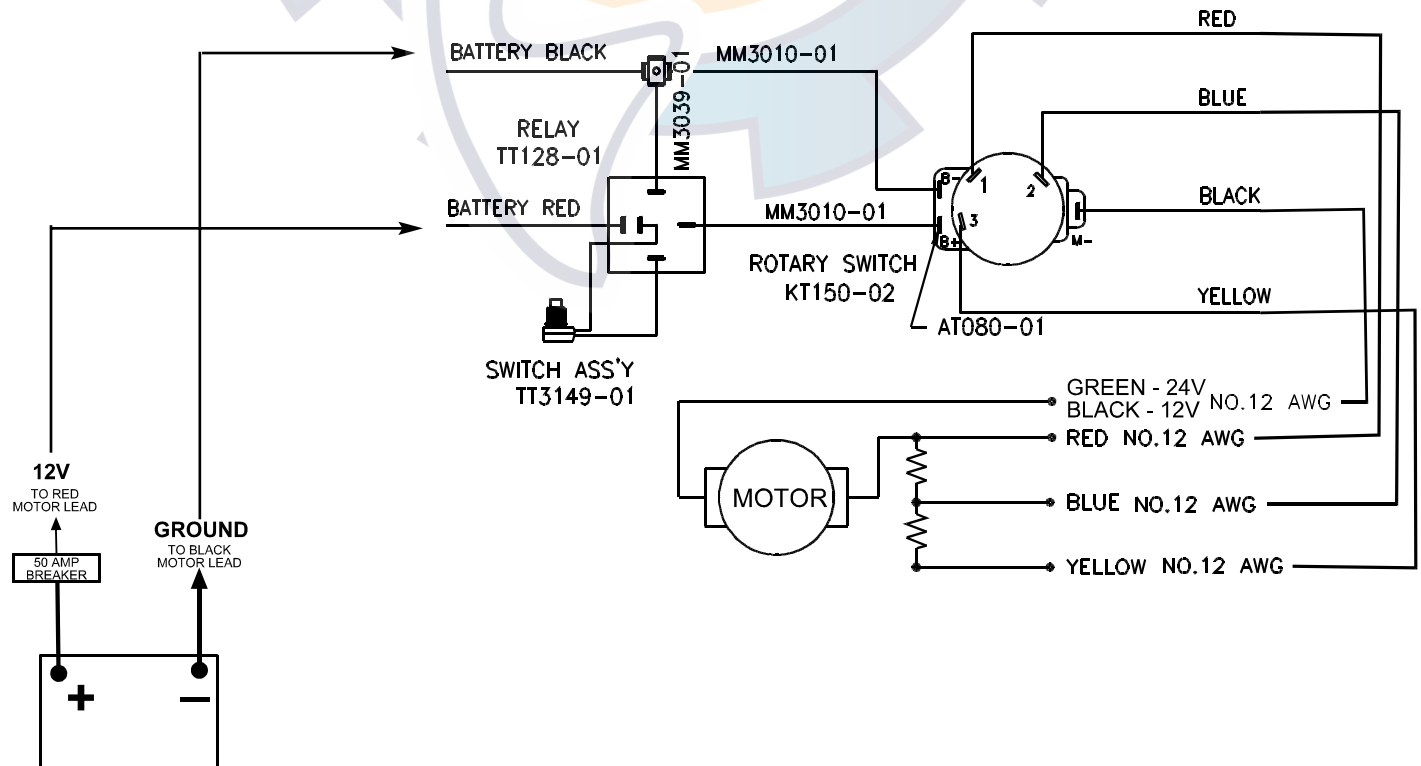 RED
BATTERY BLACK
MM3010-01
MM3039-01
BLUE
RELAY
TT128-01
B-
1
2
BATTERY RED
MM3010-01
3
BLACK
B+
M-
ROTARY SWITCH
KT150-02
YELLOW
AT080-01
SWITCH ASS'Y
TT3149-01
GREEN - 24V
BLACK - 12V NO.12 AWG
RED NO.12 AWG
12V
TO RED
MOTOR LEAD
MOTOR
BLUE NO.12 AWG
GROUND
TO BLACK
MOTOR LEAD
50 AMP
BREAKER
YELLOW NO.12 AWG
+
−